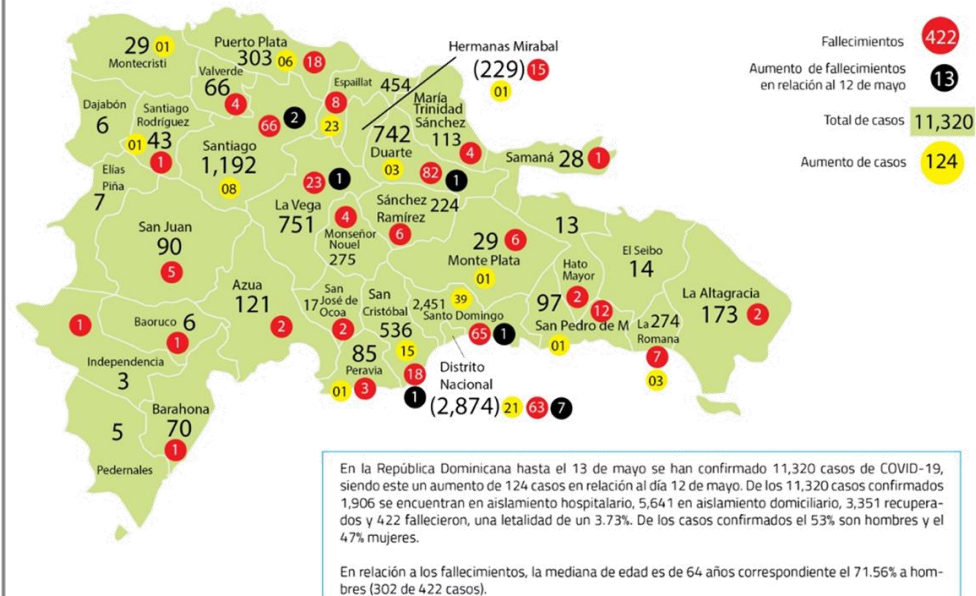 Fallecimientos 422
Aumento de fallecimientos
en relación al 12 de mayo 13
Total de casos 11,320
Aumento de casos 124
29 01
Montecristi
Puerto Plata
303 06 18
Valverde
66
4
Espaillat 454
8
23
Hermanas Mirabal
(229) 15
01
Dajabón
6
Santiago
Rodríguez
01 43
1
66 2
Santiago
1,192
08
María
Trinidad
Sánchez
113
4
742
Duarte
03 82 1
Samaná 28 1
Elías
Piña
7
23 1
La Vega
751
4
Monseñor
Nouel
275
Sánchez 224
Ramírez
6
San Juan
90
5
29 6
Monte Plata
01
13
Hato
Mayor
2
El Seibo
14
Azua
121
2
San
17 José de
Ocoa
2
San
Cristóbal
536
15
18
1
2,451 39
Santo Domingo
65 1
97 12
San Pedro de M
01
La 274
Romana
7
03
La Altagracia
173 2
1
Baoruco 6
1
Independencia
3
85
Peravia
01 3
Distrito
Nacional
(2,874) 21 63 7
Barahona
70
1
5
Pedernales
En la República Dominicana hasta el 13 de mayo se han confirmado 11,320 casos de COVID-19,
siendo este un aumento de 124 casos en relación al día 12 de mayo. De los 11,320 casos confirmados
1,906 se encuentran en aislamiento hospitalario, 5,641 en aislamiento domiciliario, 3,351 recupera-
dos y 422 fallecieron, una letalidad de un 3.73%. De los casos confirmados el 53% son hombres y el
47% mujeres.
En relación a los fallecimientos, la mediana de edad es de 64 años correspondiente el 71.56% a hom-
bres (302 de 422 casos).